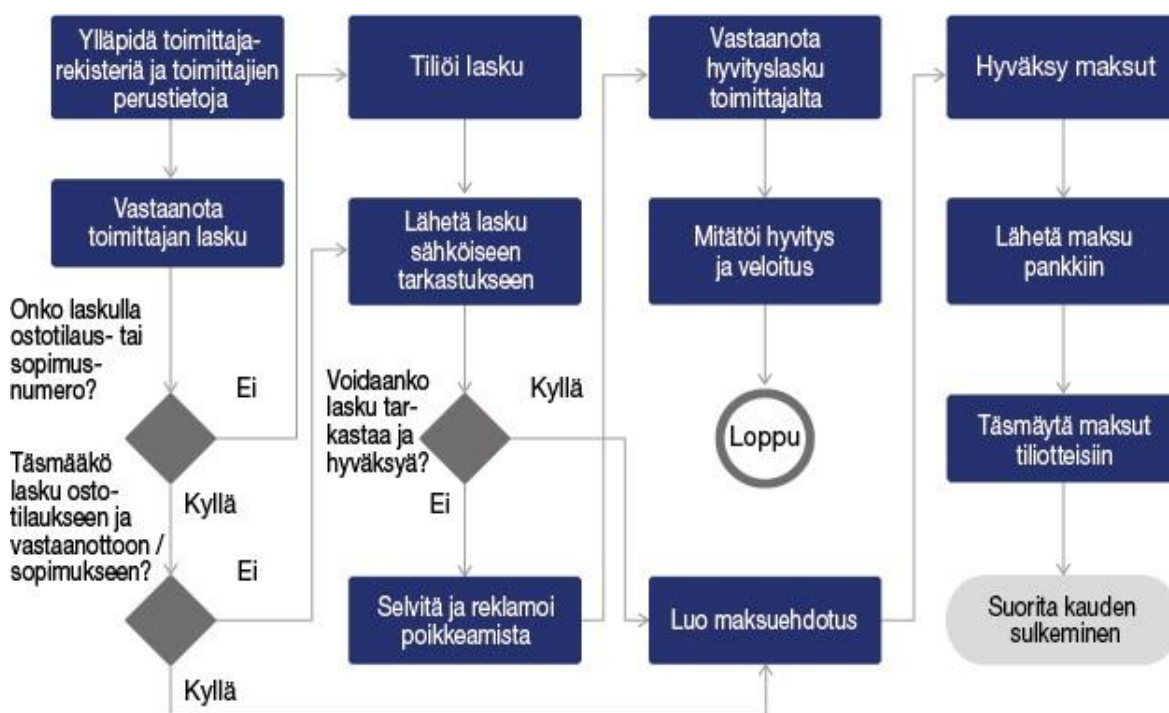 Ylläpidä toimittaja-
rekisteriä ja toimittajien
perustietoja
Vastaanota
toimittajan lasku
Onko laskulla
ostotilaus- tai
sopimus-
numero?
Ei
Kyllä
Täsmääkö
lasku osto-
tilaukseen ja
vastaanottoon /
sopimukseen?
Ei
Kyllä
Tiliöi lasku
Lähetä lasku
sähköiseen
tarkastukseen
Voidaanko
lasku tar-
kastaa ja
hyväksyä?
Kyllä
Ei
Selvitä ja reklamoi
poikkeamista
Vastaanota
hyvityslasku
toimittajalta
Mitätöi hyvitys
ja veloitus
Loppu
Luo maksuehdotus
Hyväksy maksut
Lähetä maksu
pankkiin
Täsmäytä maksut
tiliotteisiin
Suorita kauden
sulkeminen